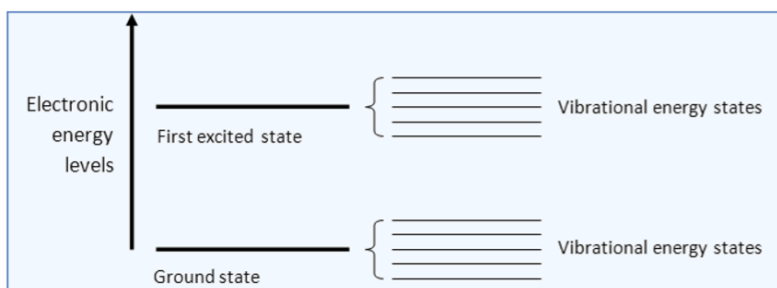 Electronic
energy
levels
First excited state
Vibrational energy states
Ground state
Vibrational energy states